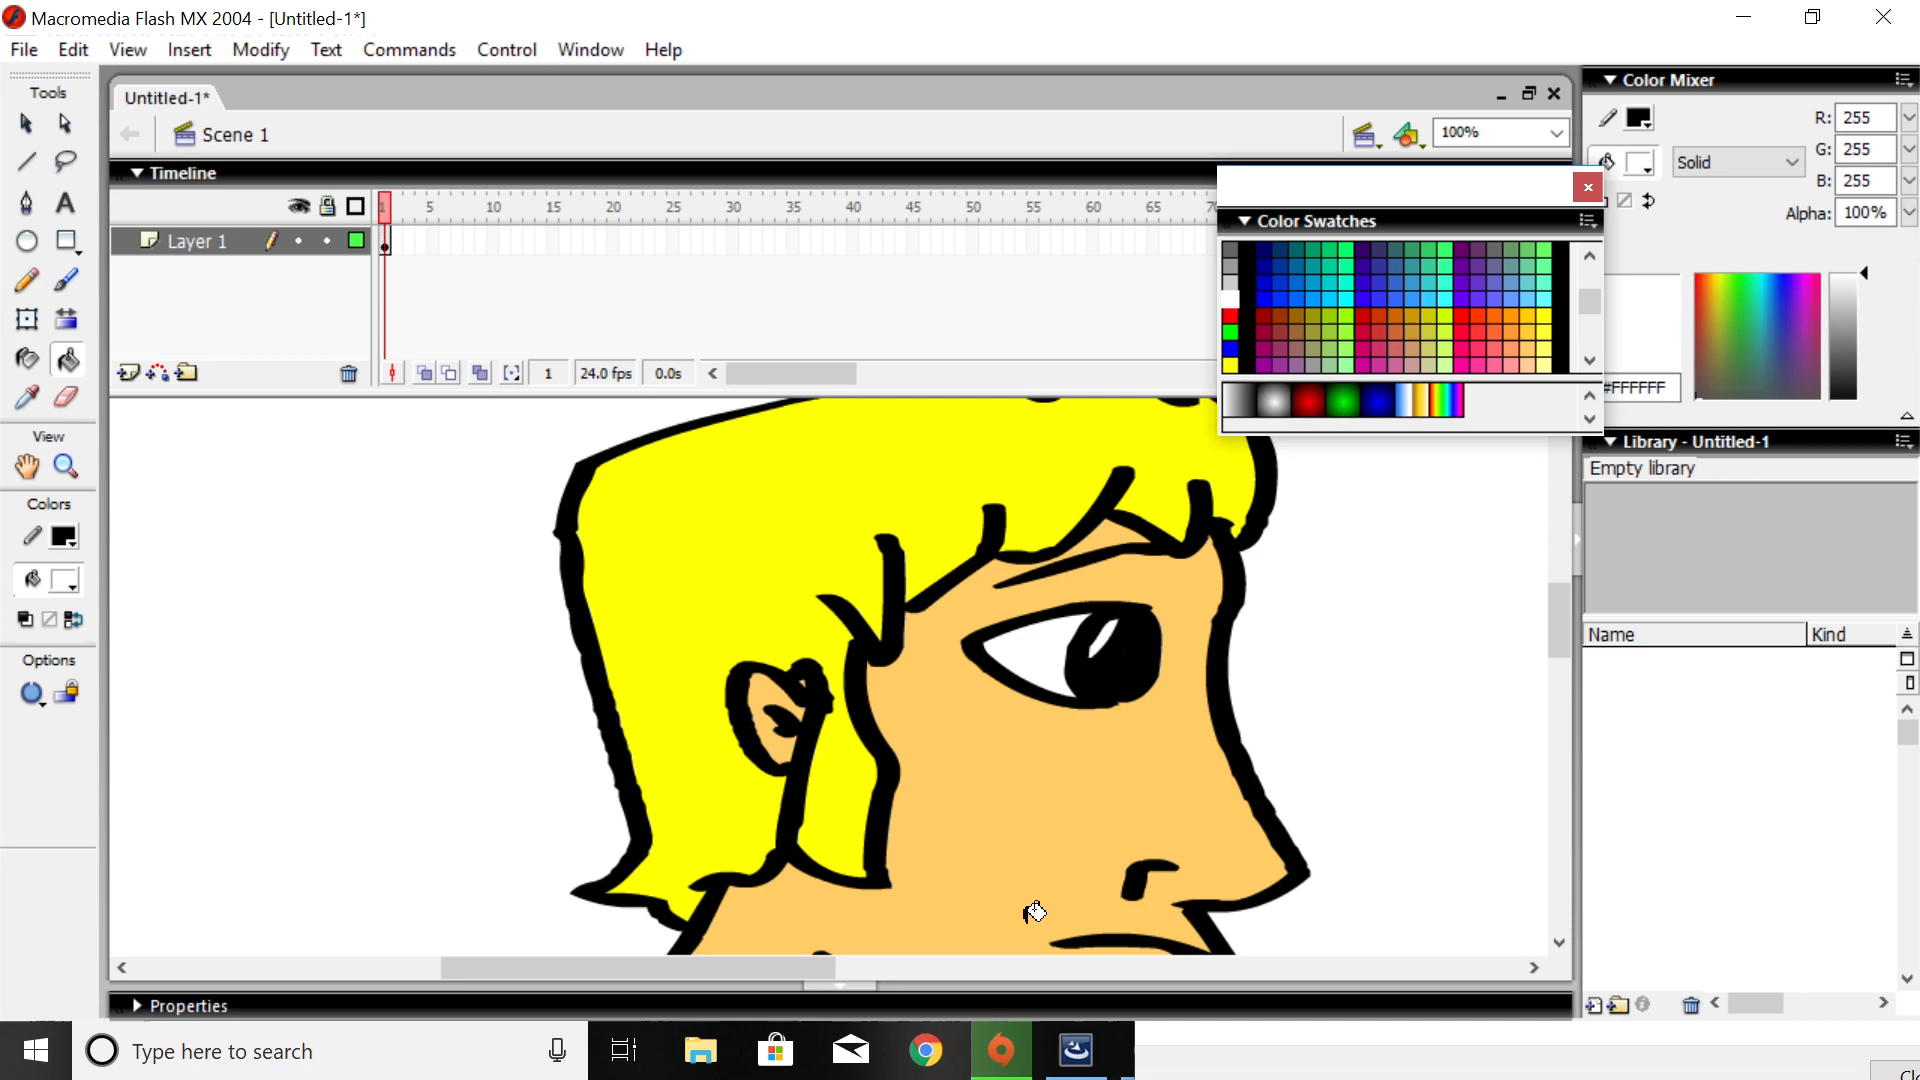 Macromedia Flash MX 2004 - [Untitled-1*]
File Edit View Insert Modify Text Commands Control Window Help
Tools
Untitled-1*
Scene 1
100%
Timeline
1 5 10 15 20 25 30 35 40 45 50 55 60 65
Layer 1
1 24.0 fps 0.0s
View
Colors
Options
Color Swatches
Color Mixer
R: 255
Solid
G: 255
B: 255
Alpha: 100%
#FFFFFF
Library - Untitled-1
Empty library
Name Kind
Properties
Type here to search